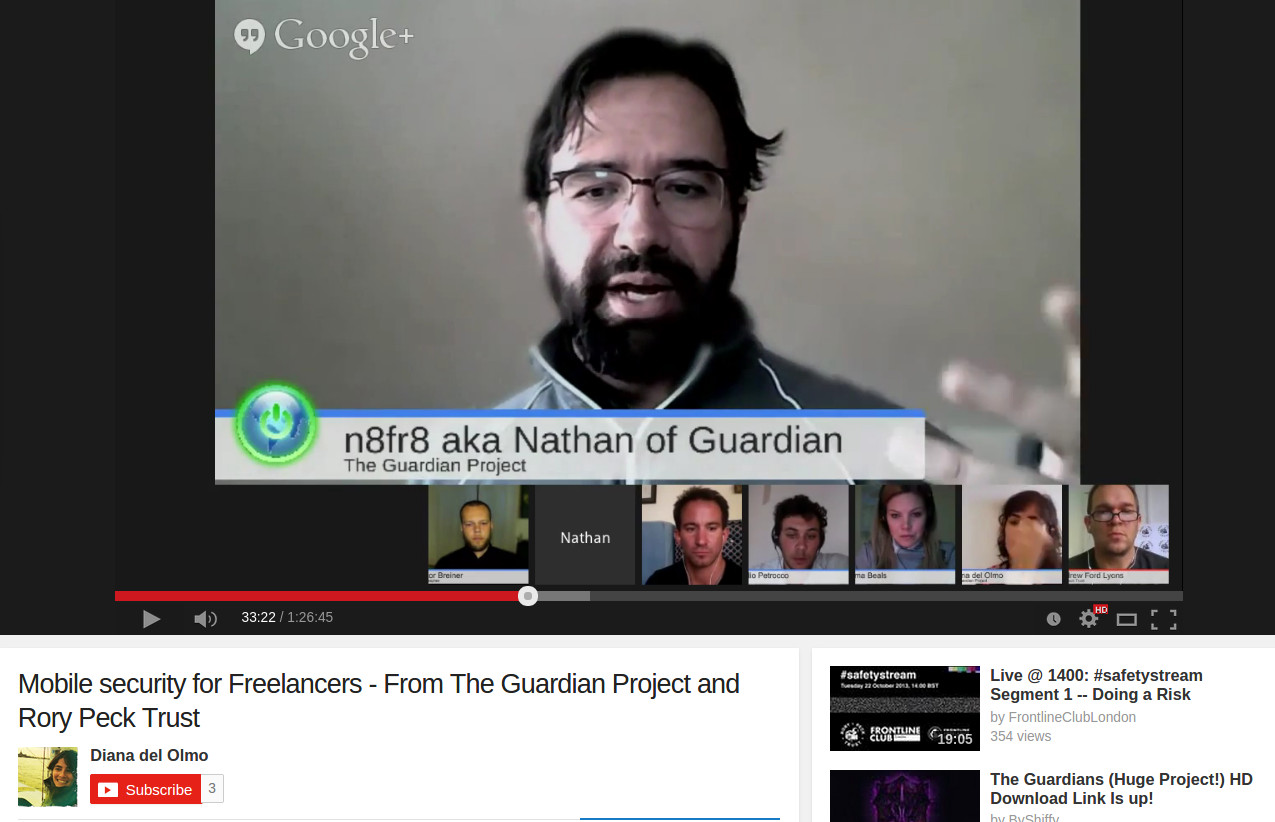 Google+
n8fr8 aka Nathan of Guardian
The Guardian Project
Nathan
or Breiner
io Petrocco
ma Beals
na del Olmo
rew Ford Lyons
33:22 / 1:26:45
HD
Mobile security for Freelancers - From The Guardian Project and
Rory Peck Trust
Diana del Olmo
Subscribe 3
#safetystream
Tuesday 22 October 2013, 14:00 BST
FRONTLINE
CLUB
FRONTLINE
19:05
Live @ 1400: #safetystream
Segment 1 -- Doing a Risk
by FrontlineClubLondon
354 views
The Guardians (Huge Project!) HD
Download Link Is up!
by ByShiffy